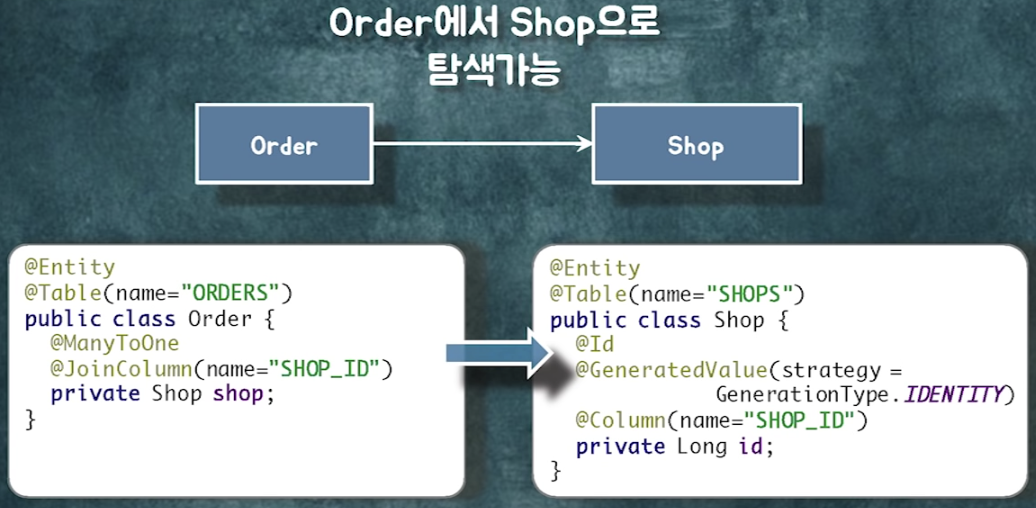 Order에서 Shop으로
탐색가능
Order
Shop
@Entity
@Table(name="ORDERS")
public class Order {
@ManyToOne
@JoinColumn(name="SHOP_ID")
private Shop shop;
}
@Entity
@Table(name="SHOPS")
public class Shop {
@Id
@GeneratedValue(strategy =
GenerationType.IDENTITY)
@Column(name="SHOP_ID")
private Long id;
}